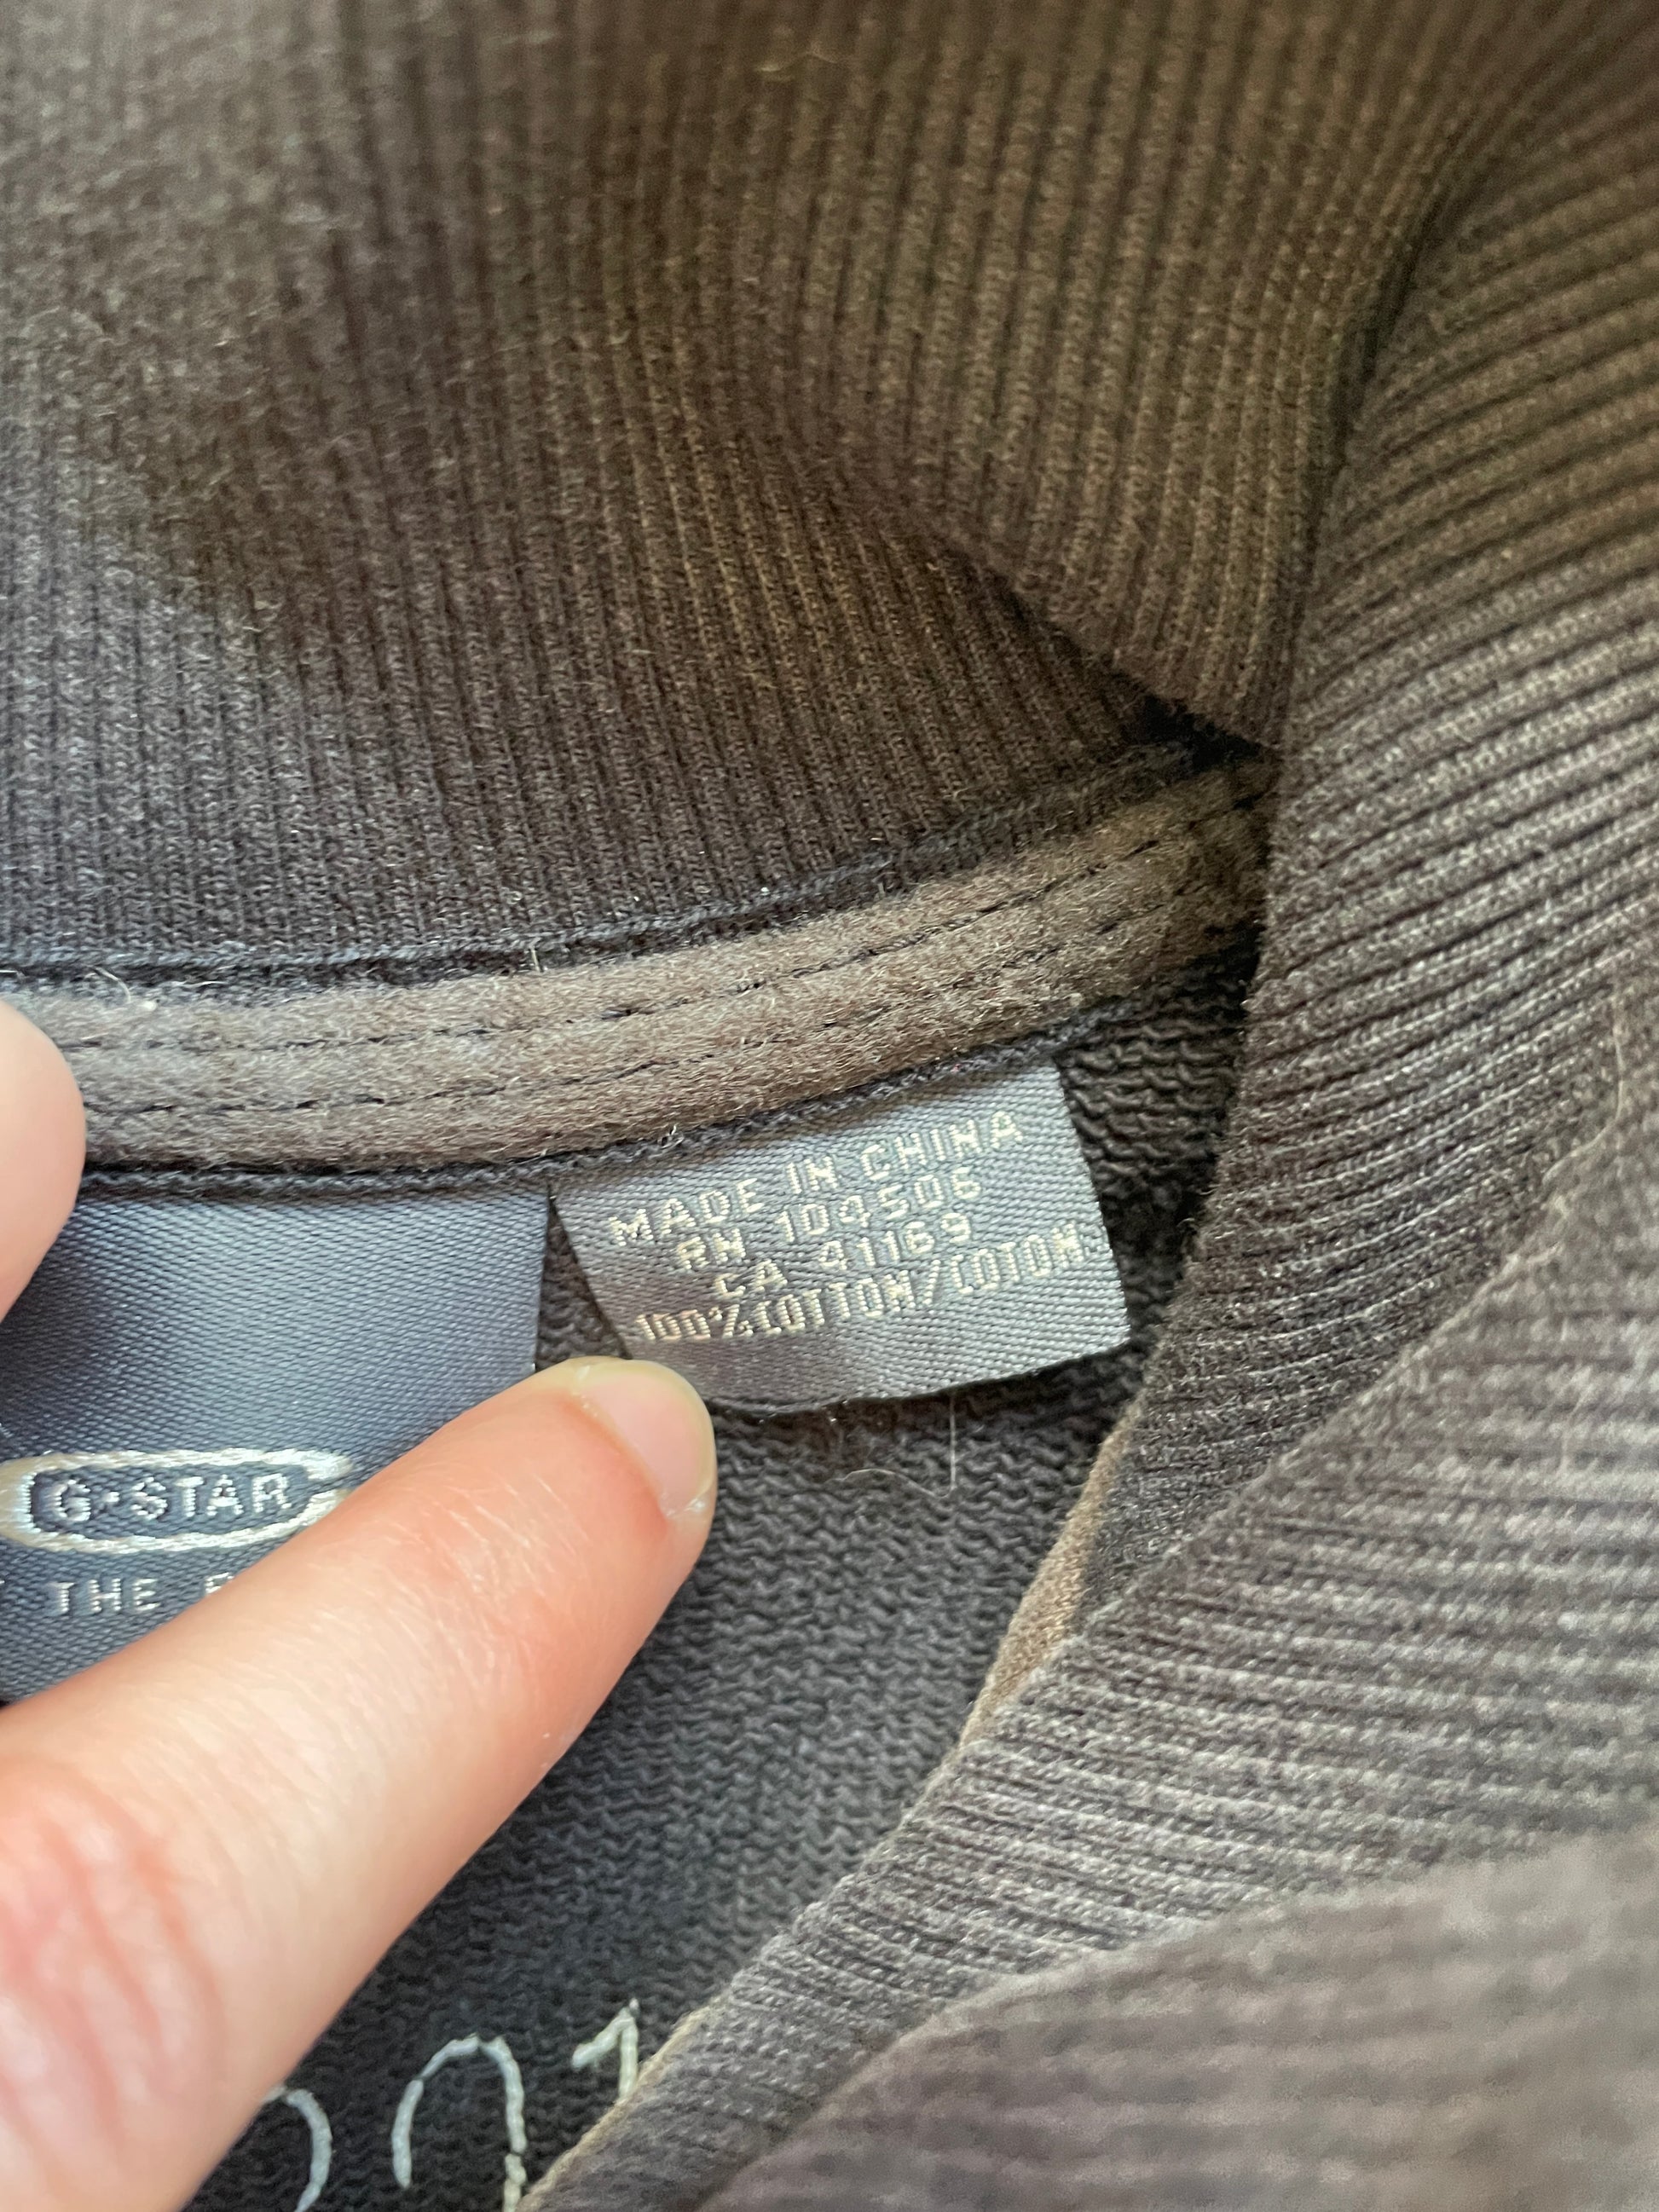 MADE IN CHINA
RN 104506
CA 41169
100% COTTON/COTON
G-STAR
THE